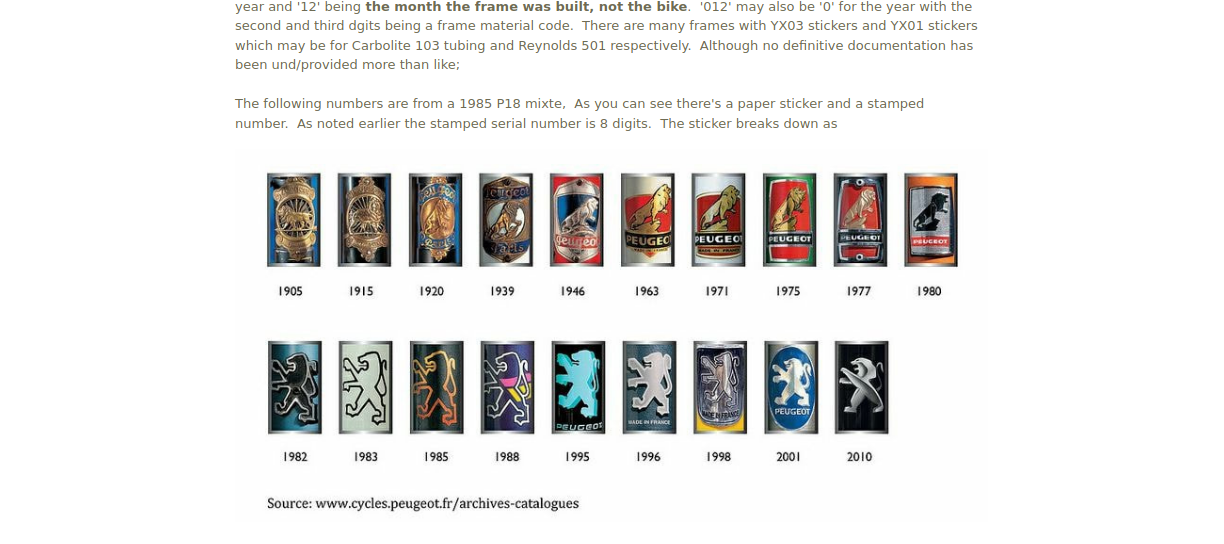 year and '12' being the month the frame was built, not the bike.  '012' may also be '0' for the year with the
second and third dgits being a frame material code.  There are many frames with YX03 stickers and YX01 stickers
which may be for Carbolite 103 tubing and Reynolds 501 respectively.  Although no definitive documentation has
been und/provided more than like;
The following numbers are from a 1985 P18 mixte,  As you can see there's a paper sticker and a stamped
number.  As noted earlier the stamped serial number is 8 digits.  The sticker breaks down as
Peugeot Peugeot PEUGEOT PEUGEOT PEUGEOT PEUGEOT PEUGEOT
Paris MADE IN FRANCE
1905 1915 1920 1939 1946 1963 1971 1975 1977 1980
PEUGEOT MADE IN FRANCE MADE IN FRANCE PEUGEOT
1982 1983 1985 1988 1995 1996 1998 2001 2010
Source: www.cycles.peugeot.fr/archives-catalogues